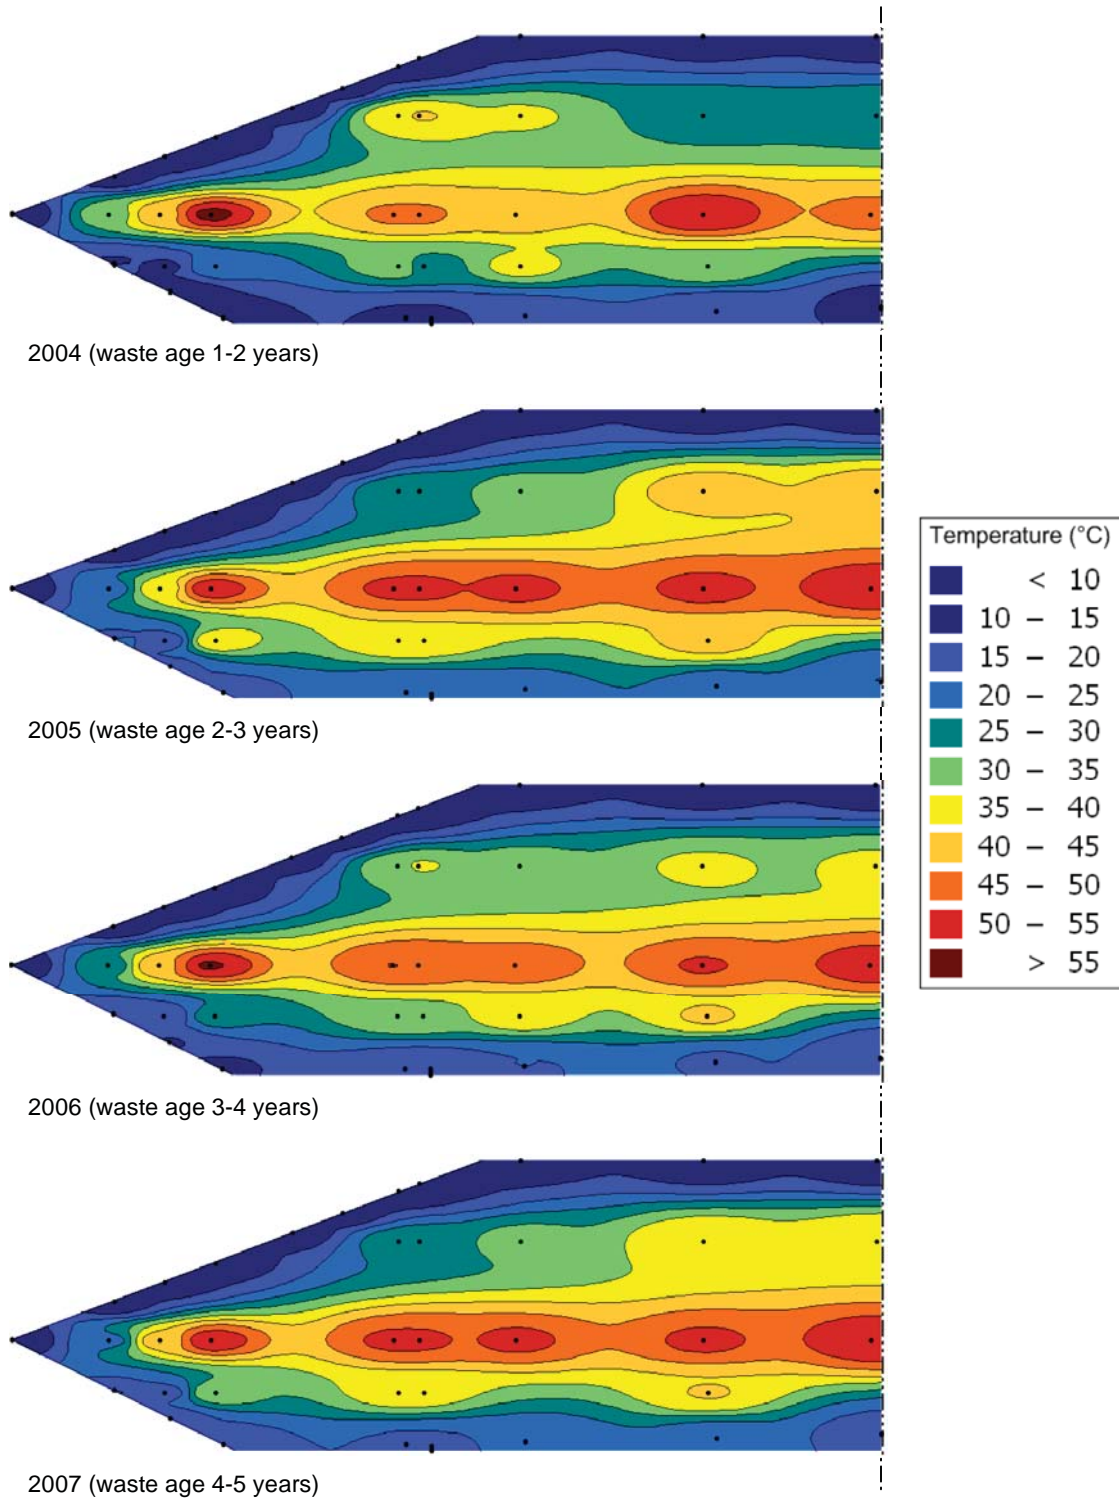 2004 (waste age 1-2 years)
2005 (waste age 2-3 years)
Temperature (°C)
< 10
10 – 15
15 – 20
20 – 25
25 – 30
30 – 35
35 – 40
40 – 45
45 – 50
50 – 55
> 55
2006 (waste age 3-4 years)
2007 (waste age 4-5 years)